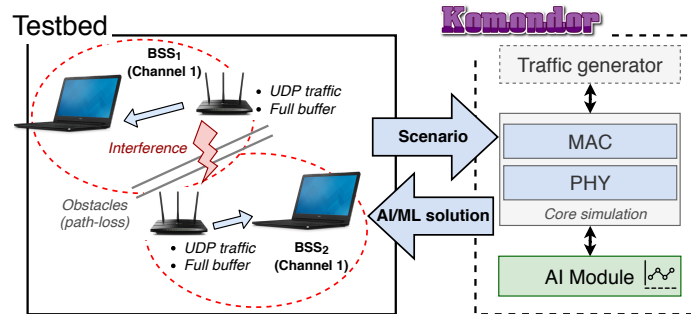 Testbed
Komondor
BSS1
(Channel 1)
• UDP traffic
• Full buffer
Interference
Obstacles
(path-loss)
• UDP traffic
• Full buffer
BSS2
(Channel 1)
Scenario
AI/ML solution
Traffic generator
MAC
PHY
Core simulation
AI Module